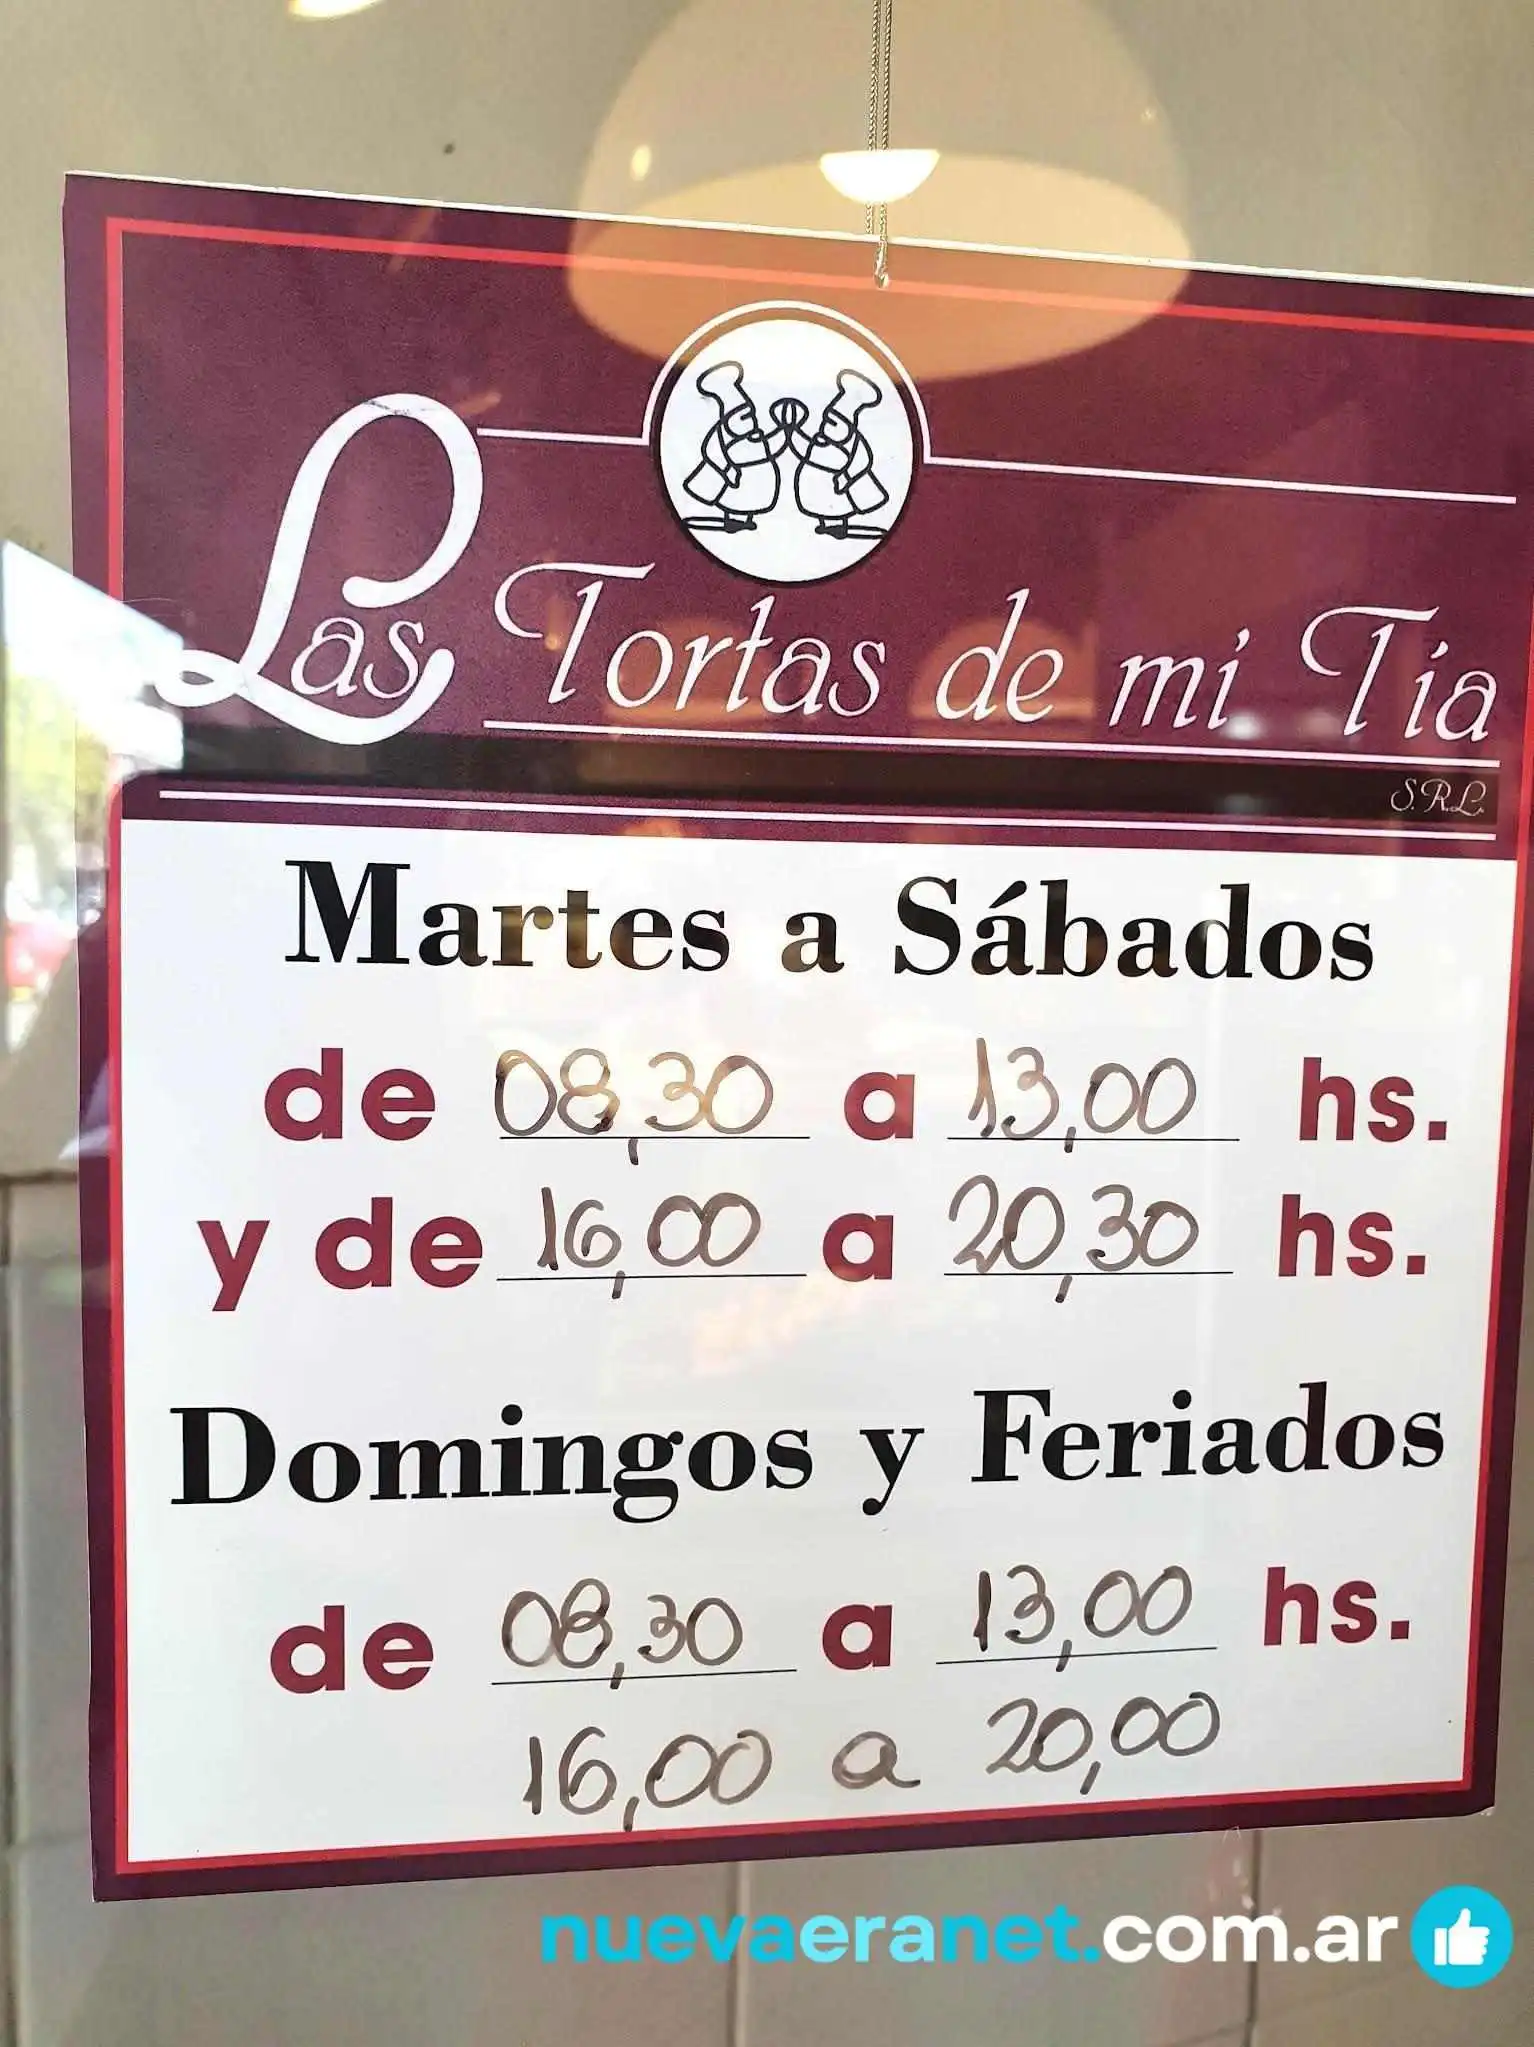 Las Tortas de mi Tía
S.R.L.
Martes a Sábados
de 08,30 a 13,00 hs.
y de 16,00 a 20,30 hs.
Domingos y Feriados
de 08,30 a 13,00 hs.
16,00 a 20,00
nuevaeranet.com.ar